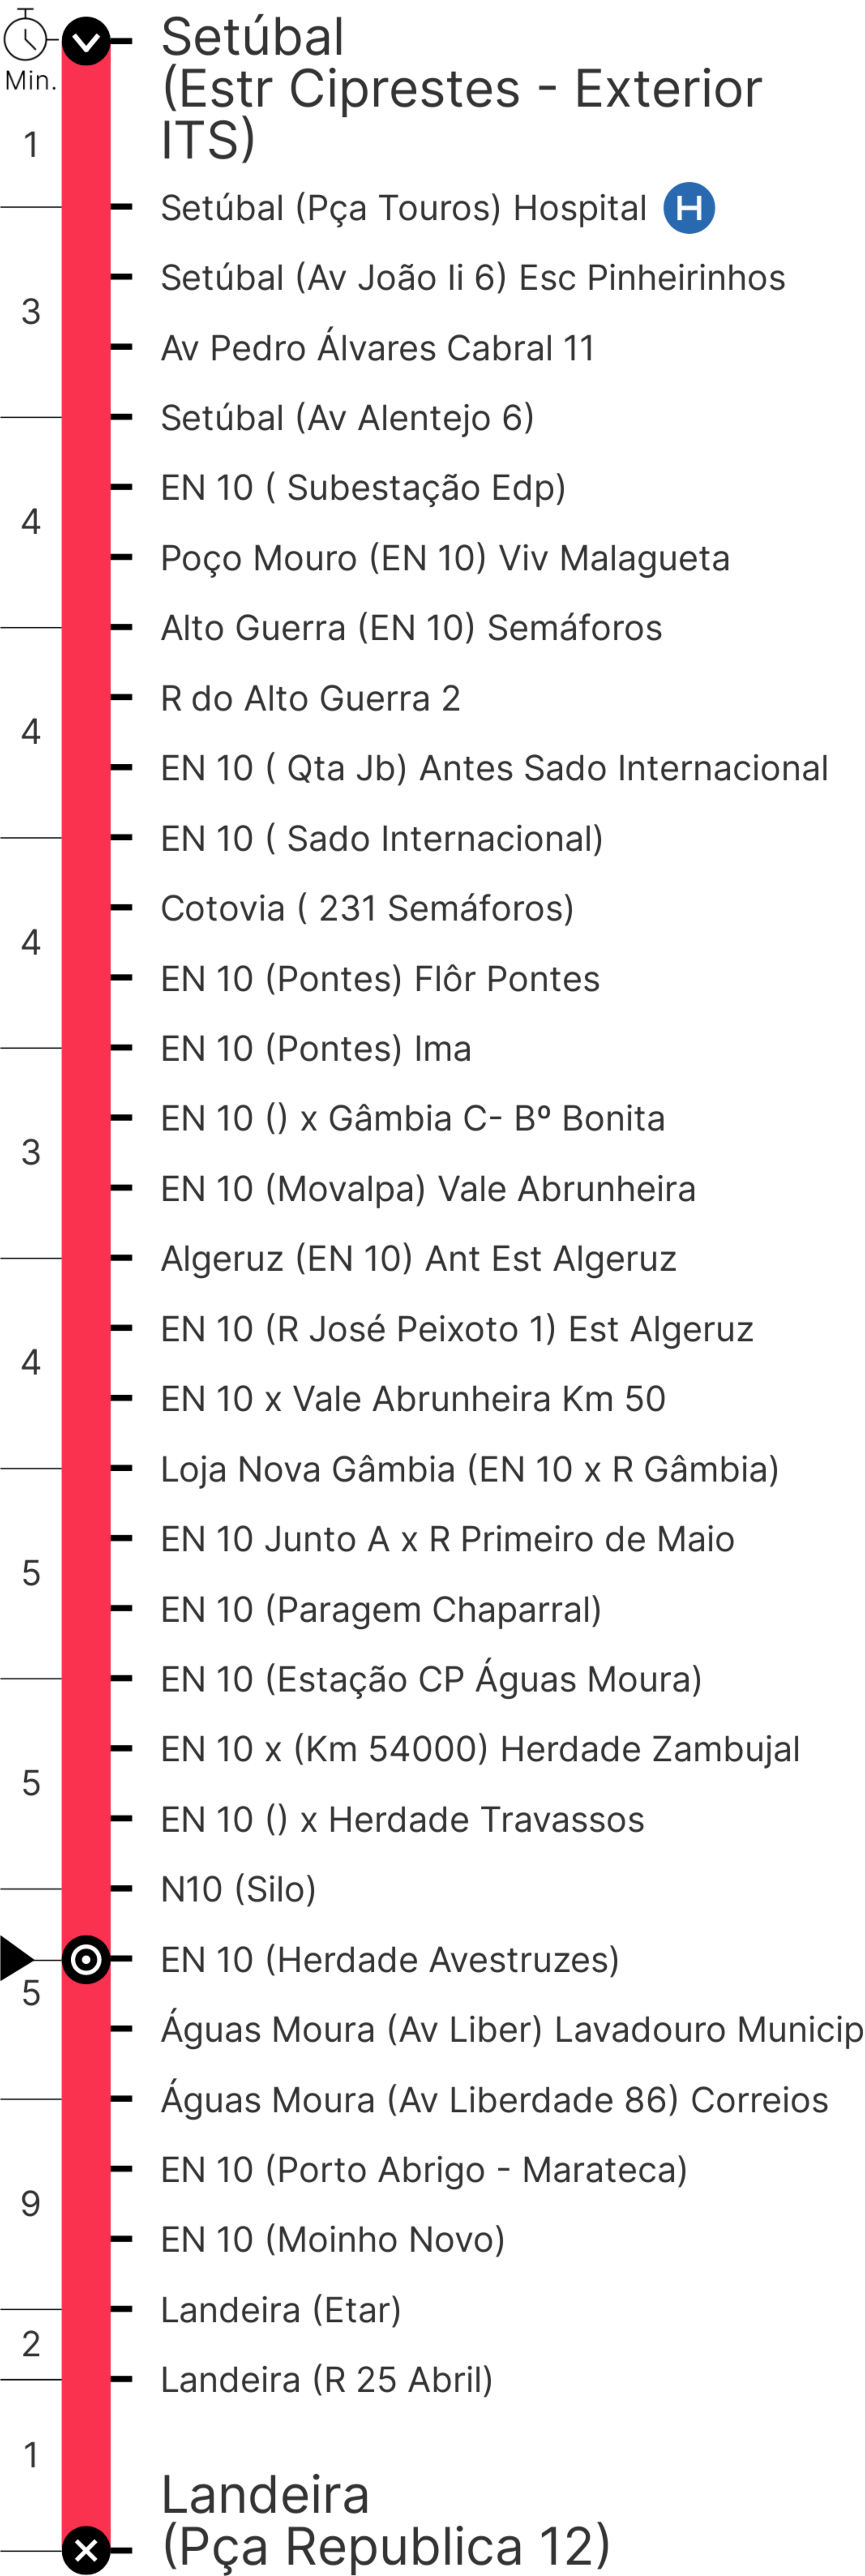 Setúbal
(Estr Ciprestes - Exterior
ITS)
Min.
1
Setúbal (Pça Touros) Hospital H
Setúbal (Av João Ii 6) Esc Pinheirinhos
3
Av Pedro Álvares Cabral 11
Setúbal (Av Alentejo 6)
EN 10 ( Subestação Edp)
4
Poço Mouro (EN 10) Viv Malagueta
Alto Guerra (EN 10) Semáforos
R do Alto Guerra 2
4
EN 10 ( Qta Jb) Antes Sado Internacional
EN 10 ( Sado Internacional)
Cotovia ( 231 Semáforos)
4
EN 10 (Pontes) Flôr Pontes
EN 10 (Pontes) Ima
EN 10 () x Gâmbia C- Bº Bonita
3
EN 10 (Movalpa) Vale Abrunheira
Algeruz (EN 10) Ant Est Algeruz
EN 10 (R José Peixoto 1) Est Algeruz
4
EN 10 x Vale Abrunheira Km 50
Loja Nova Gâmbia (EN 10 x R Gâmbia)
EN 10 Junto A x R Primeiro de Maio
5
EN 10 (Paragem Chaparral)
EN 10 (Estação CP Águas Moura)
EN 10 x (Km 54000) Herdade Zambujal
5
EN 10 () x Herdade Travassos
N10 (Silo)
EN 10 (Herdade Avestruzes)
5
Águas Moura (Av Liber) Lavadouro Municip
Águas Moura (Av Liberdade 86) Correios
EN 10 (Porto Abrigo - Marateca)
9
EN 10 (Moinho Novo)
Landeira (Etar)
2
Landeira (R 25 Abril)
1
Landeira
(Pça Republica 12)